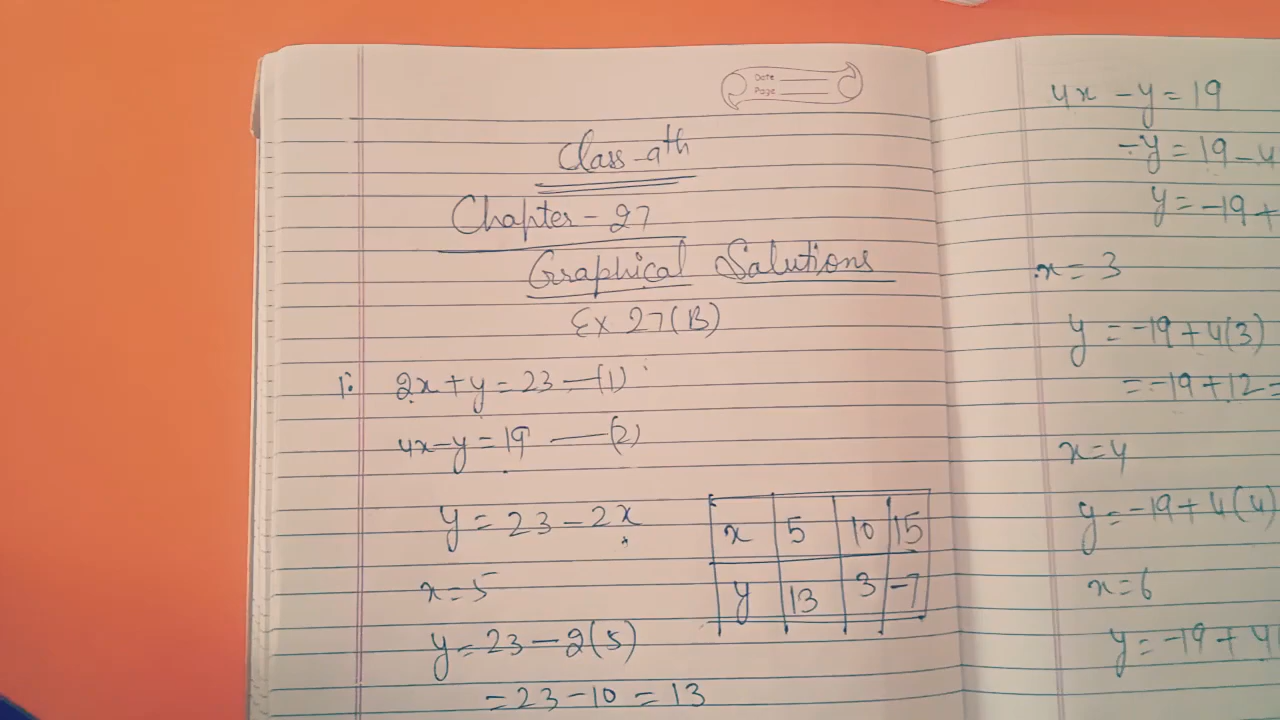 Date
Page
Class-9th
Chapter-27
Graphical Solutions
Ex 27(B)
1: 2x+y=23 —(1)
4x-y=19 —(2)
y=23-2x
x 5 10 15
y 13 3 -7
x=5
y=23-2(5)
=23-10=13
4x-y=19
-y=19-4
y=-19+
x=3
y=-19+4(3)
=-19+12=
x=4
y=-19+4(4)
x=6
y=-19+4